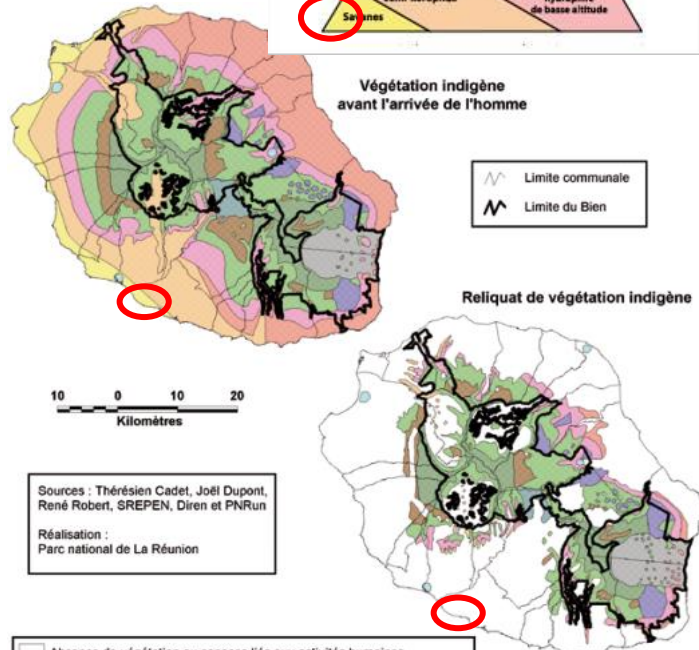 Savanes
hydrophile
de basse altitude
Végétation indigène
avant l'arrivée de l'homme
Limite communale
Limite du Bien
Reliquat de végétation indigène
10 0 10 20
Kilomètres
Sources : Thérésien Cadet, Joël Dupont,
René Robert, SREPEN, Diren et PNRun
Réalisation :
Parc national de La Réunion